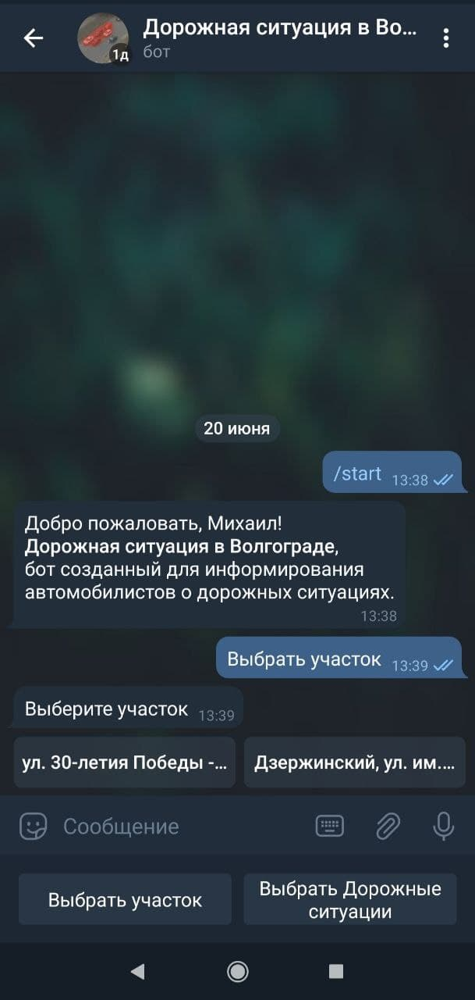 Дорожная ситуация в Во...
1д
бот
20 июня
/start 13:38
Добро пожаловать, Михаил!
Дорожная ситуация в Волгограде,
бот созданный для информирования
автомобилистов о дорожных ситуациях.
13:38
Выбрать участок 13:39
Выберите участок 13:39
ул. 30-летия Победы -...
Дзержинский, ул. им....
Сообщение
Выбрать участок
Выбрать Дорожные
ситуации